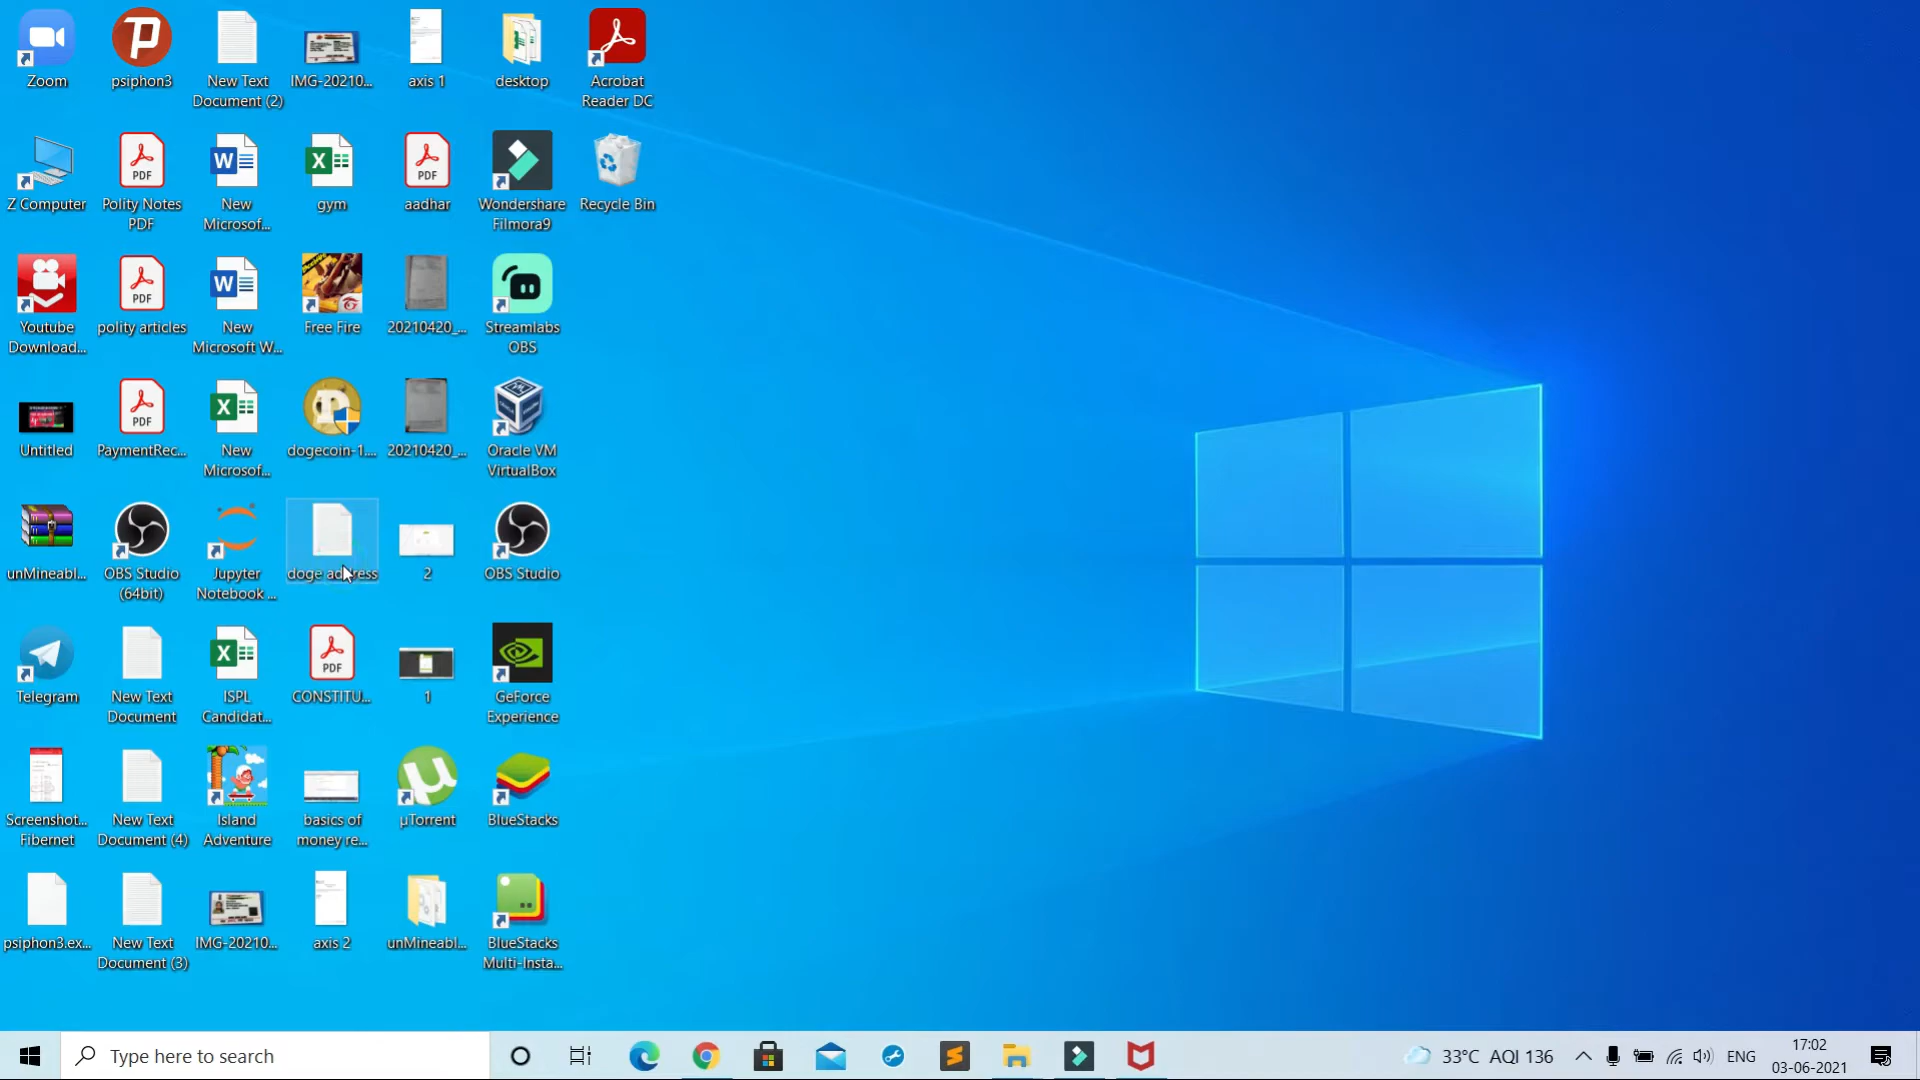 Zoom
psiphon3
New Text
Document (2)
IMG-20210...
axis 1
desktop
Acrobat
Reader DC
Z Computer
Polity Notes
PDF
New
Microsof...
gym
aadhar
Wondershare
Filmora9
Recycle Bin
Youtube
Download...
polity articles
New
Microsoft W...
Free Fire
20210420_...
Streamlabs
OBS
Untitled
PaymentRec...
New
Microsof...
dogecoin-1....
20210420_...
Oracle VM
VirtualBox
unMineabl...
OBS Studio
(64bit)
Jupyter
Notebook ...
doge address
2
OBS Studio
Telegram
New Text
Document
ISPL
Candidat...
CONSTITU...
1
GeForce
Experience
Screenshot...
Fibernet
New Text
Document (4)
Island
Adventure
basics of
money re...
µTorrent
BlueStacks
psiphon3.ex...
New Text
Document (3)
IMG-20210...
axis 2
unMineabl...
BlueStacks
Multi-Insta...
Type here to search
33°C AQI 136
ENG
17:02
03-06-2021